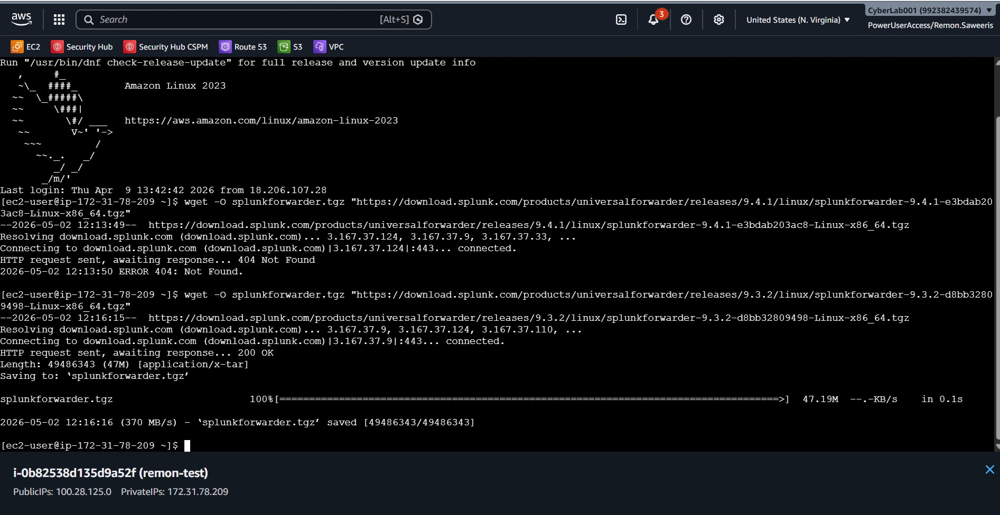 aws
Search [Alt+S]
3
United States (N. Virginia) ▼
CyberLab001 (992382439574) ▼
PowerUserAccess/Remon.Saweeris
EC2 Security Hub Security Hub CSPM Route 53 S3 VPC
Run "/usr/bin/dnf check-release-update" for full release and version update info
   ,     #_
   ~\_  ####_        Amazon Linux 2023
  ~~  \_#####\
  ~~     \###|
  ~~       \#/ ___   https://aws.amazon.com/linux/amazon-linux-2023
   ~~       V~' '->
    ~~~         /
      ~~._.   _/
         _/ _/
       _/m/'
Last login: Thu Apr  9 13:42:42 2026 from 18.206.107.28
[ec2-user@ip-172-31-78-209 ~]$ wget -O splunkforwarder.tgz "https://download.splunk.com/products/universalforwarder/releases/9.4.1/linux/splunkforwarder-9.4.1-e3bdab20
3ac8-Linux-x86_64.tgz"
--2026-05-02 12:13:49--  https://download.splunk.com/products/universalforwarder/releases/9.4.1/linux/splunkforwarder-9.4.1-e3bdab203ac8-Linux-x86_64.tgz
Resolving download.splunk.com (download.splunk.com)... 3.167.37.124, 3.167.37.9, 3.167.37.33, ...
Connecting to download.splunk.com (download.splunk.com)|3.167.37.124|:443... connected.
HTTP request sent, awaiting response... 404 Not Found
2026-05-02 12:13:50 ERROR 404: Not Found.
[ec2-user@ip-172-31-78-209 ~]$ wget -O splunkforwarder.tgz "https://download.splunk.com/products/universalforwarder/releases/9.3.2/linux/splunkforwarder-9.3.2-d8bb3280
9498-Linux-x86_64.tgz"
--2026-05-02 12:16:15--  https://download.splunk.com/products/universalforwarder/releases/9.3.2/linux/splunkforwarder-9.3.2-d8bb32809498-Linux-x86_64.tgz
Resolving download.splunk.com (download.splunk.com)... 3.167.37.9, 3.167.37.124, 3.167.37.110, ...
Connecting to download.splunk.com (download.splunk.com)|3.167.37.9|:443... connected.
HTTP request sent, awaiting response... 200 OK
Length: 49486343 (47M) [application/x-tar]
Saving to: ‘splunkforwarder.tgz’
splunkforwarder.tgz 100%[====================================================================================>] 47.19M --.-KB/s in 0.1s
2026-05-02 12:16:16 (370 MB/s) - ‘splunkforwarder.tgz’ saved [49486343/49486343]
[ec2-user@ip-172-31-78-209 ~]$
i-0b82538d135d9a52f (remon-test)
PublicIPs: 100.28.125.0 PrivateIPs: 172.31.78.209